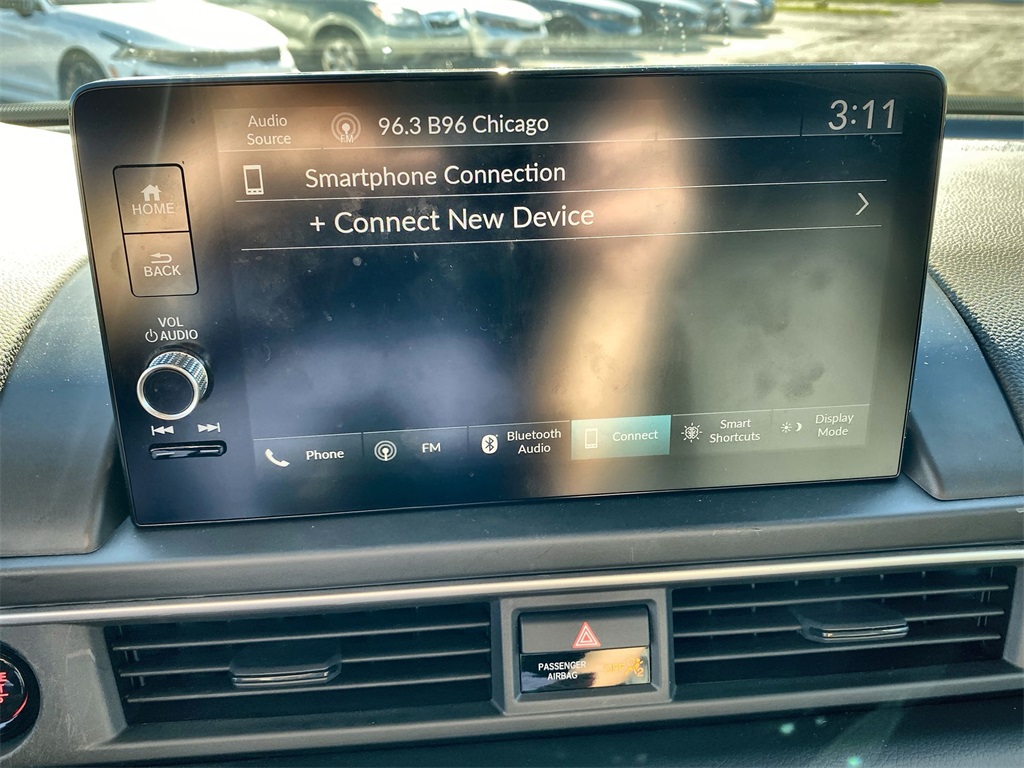 Audio
Source
FM
96.3 B96 Chicago
3:11
HOME
Smartphone Connection
+ Connect New Device
BACK
VOL
AUDIO
Phone
FM
Bluetooth
Audio
Connect
Smart
Shortcuts
Display
Mode
PASSENGER
AIRBAG